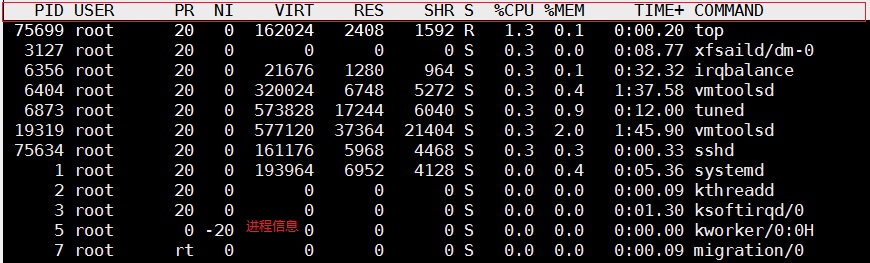 PID USER PR NI VIRT RES SHR S %CPU %MEM TIME+ COMMAND
75699 root 20 0 162024 2408 1592 R 1.3 0.1 0:00.20 top
3127 root 20 0 0 0 0 S 0.3 0.0 0:08.77 xfsaild/dm-0
6356 root 20 0 21676 1280 964 S 0.3 0.1 0:32.32 irqbalance
6404 root 20 0 320024 6748 5272 S 0.3 0.4 1:37.58 vmtoolsd
6873 root 20 0 573828 17244 6040 S 0.3 0.9 0:12.00 tuned
19319 root 20 0 577120 37364 21404 S 0.3 2.0 1:45.90 vmtoolsd
75634 root 20 0 161176 5968 4468 S 0.3 0.3 0:00.33 sshd
1 root 20 0 193964 6952 4128 S 0.0 0.4 0:05.36 systemd
2 root 20 0 0 0 0 S 0.0 0.0 0:00.09 kthreadd
3 root 20 0 0 0 0 S 0.0 0.0 0:01.30 ksoftirqd/0
5 root 0 -20 进程信息 0 0 0 S 0.0 0.0 0:00.00 kworker/0:0H
7 root rt 0 0 0 0 S 0.0 0.0 0:00.09 migration/0